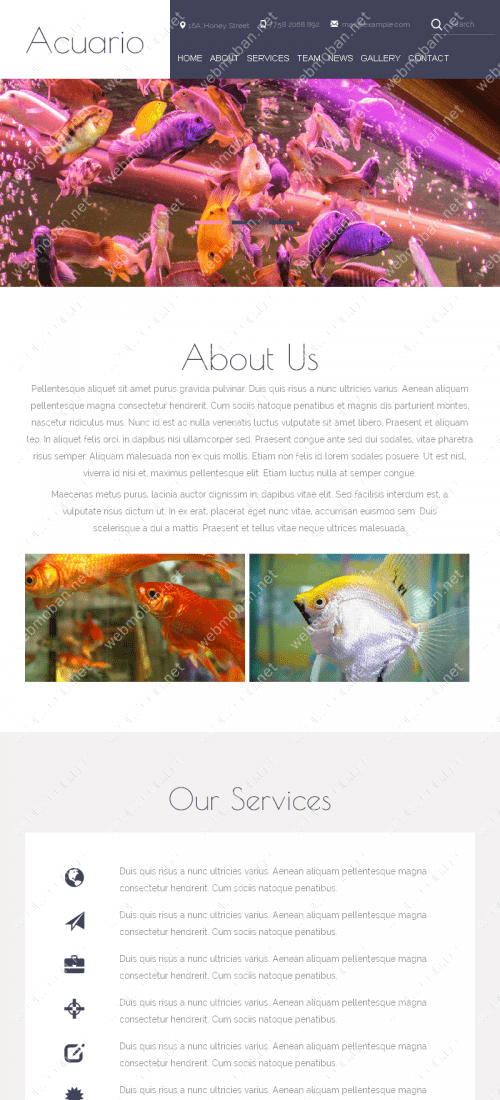 Acuario
16A, Honey Street
+1758 2068 892
mail@example.com
Search
HOME ABOUT SERVICES TEAM NEWS GALLERY CONTACT
About Us
Pellentesque aliquet sit amet purus gravida pulvinar. Duis quis risus a nunc ultricies varius. Aenean aliquam
pellentesque magna consectetur hendrerit. Cum sociis natoque penatibus et magnis dis parturient montes,
nascetur ridiculus mus. Nunc id est ac nulla venenatis luctus vulputate sit amet libero. Praesent et aliquam
leo. In aliquet felis orci, in dapibus nisi ullamcorper sed. Praesent congue ante sed dui sodales, vitae pharetra
risus semper. Aliquam malesuada non ex quis mollis. Etiam non felis id lorem sodales posuere. Ut est nisl,
viverra id nisi et, maximus pellentesque elit. Etiam luctus nulla at semper congue.
Maecenas metus purus, lacinia auctor dignissim in, dapibus vitae elit. Sed facilisis interdum est, a
vulputate risus dictum ut. In ex erat, placerat eget nunc vitae, accumsan euismod sem. Duis
scelerisque a dui a mattis. Praesent et tellus vitae neque ultrices malesuada.
Our Services
Duis quis risus a nunc ultricies varius. Aenean aliquam pellentesque magna
consectetur hendrerit. Cum sociis natoque penatibus.
Duis quis risus a nunc ultricies varius. Aenean aliquam pellentesque magna
consectetur hendrerit. Cum sociis natoque penatibus.
Duis quis risus a nunc ultricies varius. Aenean aliquam pellentesque magna
consectetur hendrerit. Cum sociis natoque penatibus.
Duis quis risus a nunc ultricies varius. Aenean aliquam pellentesque magna
consectetur hendrerit. Cum sociis natoque penatibus.
Duis quis risus a nunc ultricies varius. Aenean aliquam pellentesque magna
consectetur hendrerit. Cum sociis natoque penatibus.
Duis quis risus a nunc ultricies varius. Aenean aliquam pellentesque magna
webmoban.net